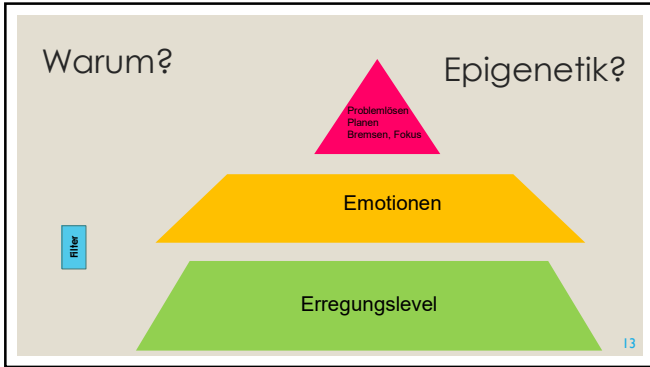 Warum?
Epigenetik?
Problemlösen
Planen
Bremsen, Fokus
Emotionen
Filter
Erregungslevel
13